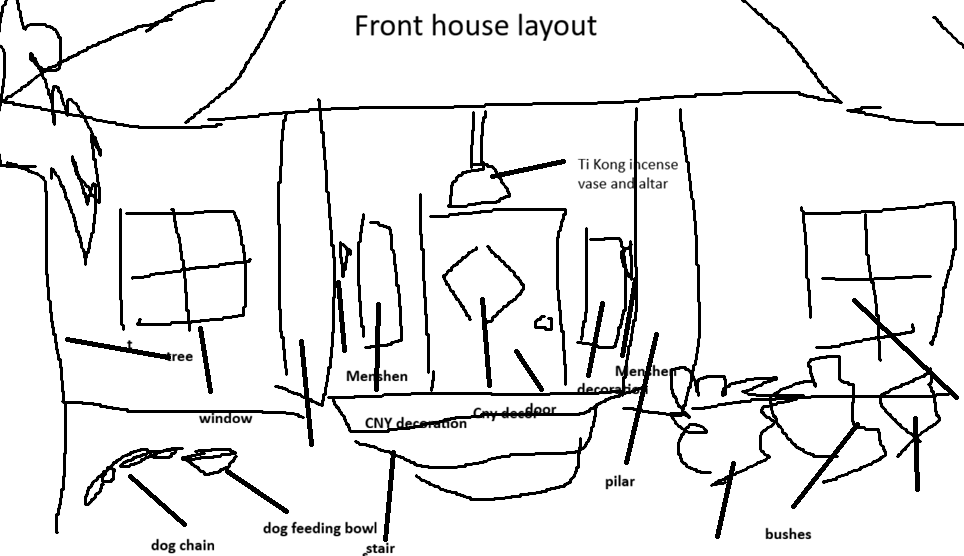 Front house layout
Ti Kong incense
vase and altar
t
tree
window
Menshen
Menshen
decoration
CNY decoration
Cny decor
door
pilar
dog feeding bowl
dog chain
stair
bushes